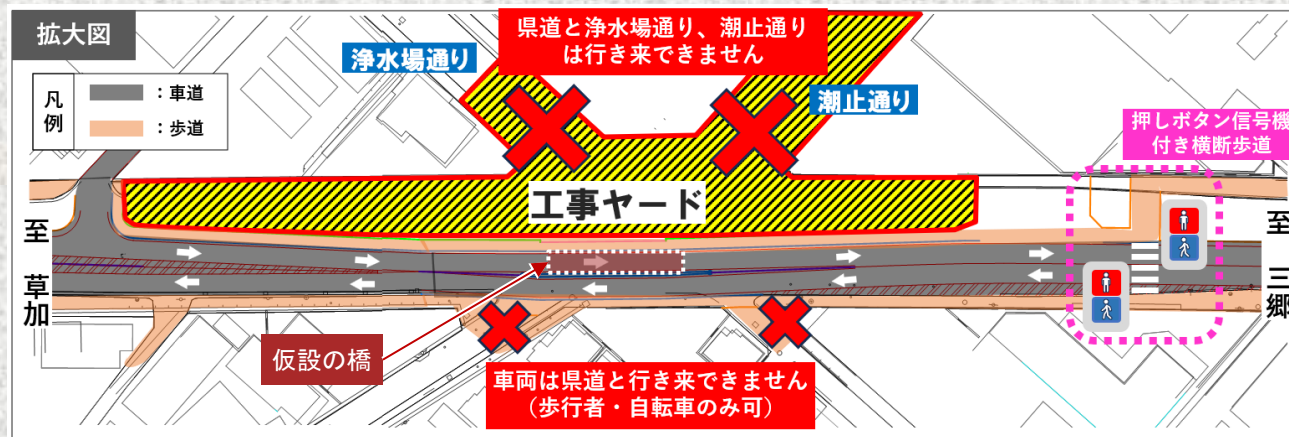 拡大図
県道と浄水場通り、潮止通り
は行き来できません
浄水場通り
潮止通り
凡
例
：車道
：歩道
押しボタン信号機
付き横断歩道
工事ヤード
至
草
加
至
三
郷
仮設の橋
車両は県道と行き来できません
（歩行者・自転車のみ可）